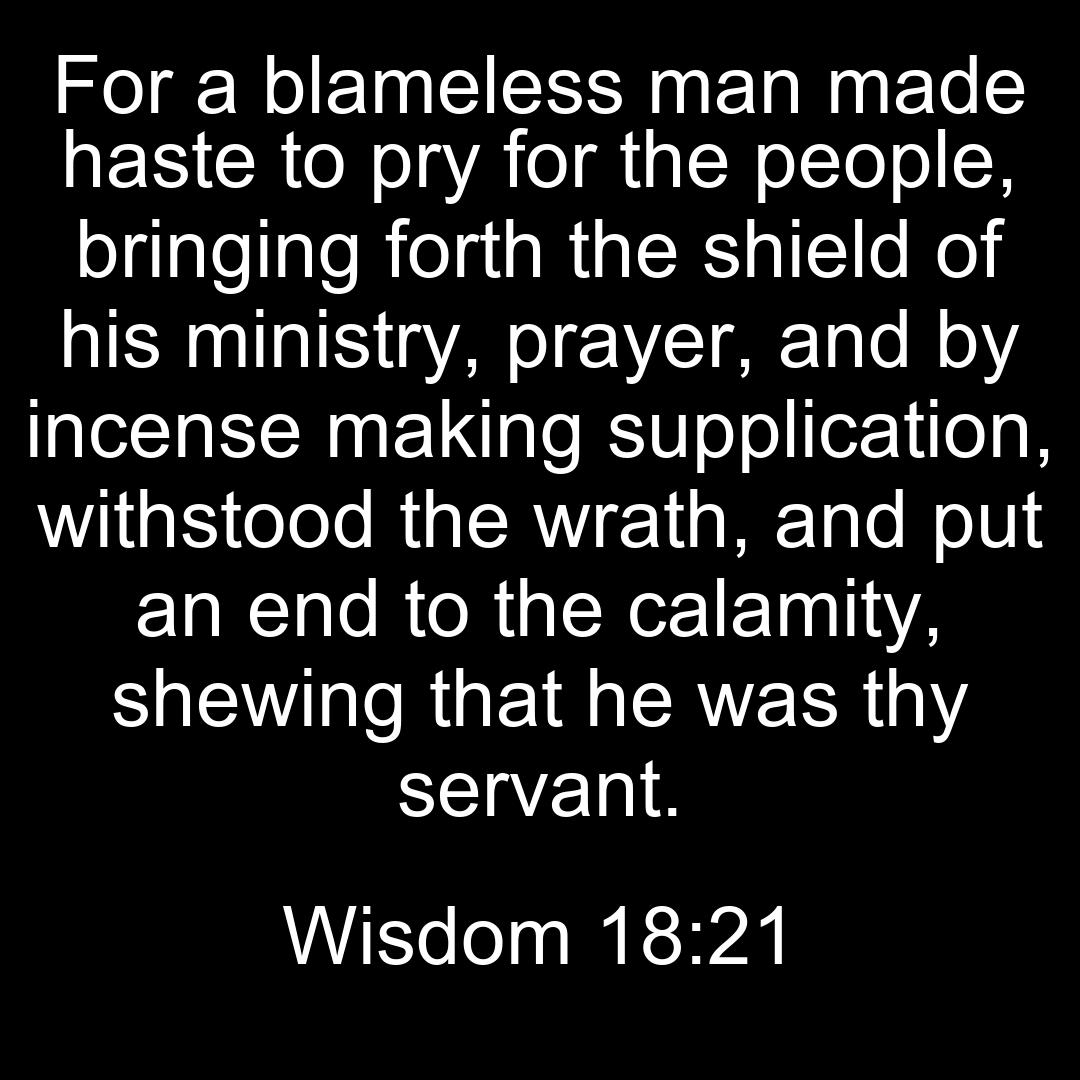 For a blameless man made
haste to pry for the people,
bringing forth the shield of
his ministry, prayer, and by
incense making supplication,
withstood the wrath, and put
an end to the calamity,
shewing that he was thy
servant.
Wisdom 18:21